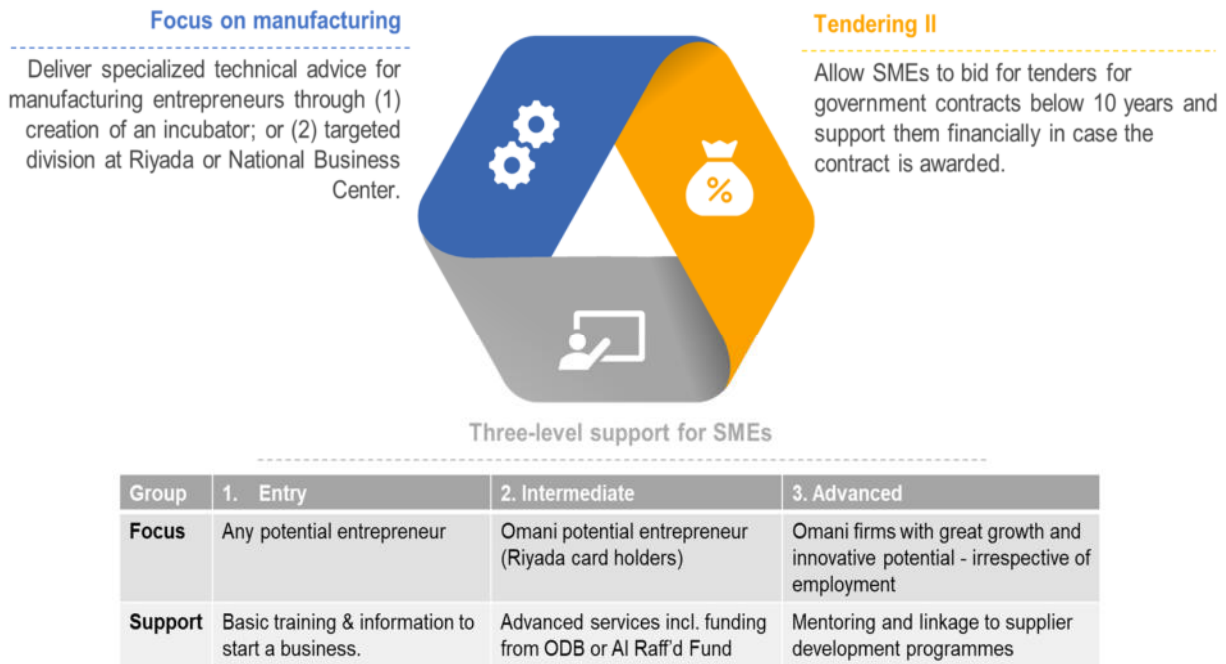 Focus on manufacturing
Deliver specialized technical advice for
manufacturing entrepreneurs through (1)
creation of an incubator; or (2) targeted
division at Riyada or National Business
Center.
Tendering II
Allow SMEs to bid for tenders for
government contracts below 10 years and
support them financially in case the
contract is awarded.
%
Three-level support for SMEs
Group 1. Entry 2. Intermediate 3. Advanced
Focus Any potential entrepreneur Omani potential entrepreneur Omani firms with great growth and
(Riyada card holders) innovative potential - irrespective of
employment
Support Basic training & information to Advanced services incl. funding Mentoring and linkage to supplier
start a business. from ODB or Al Raff'd Fund development programmes